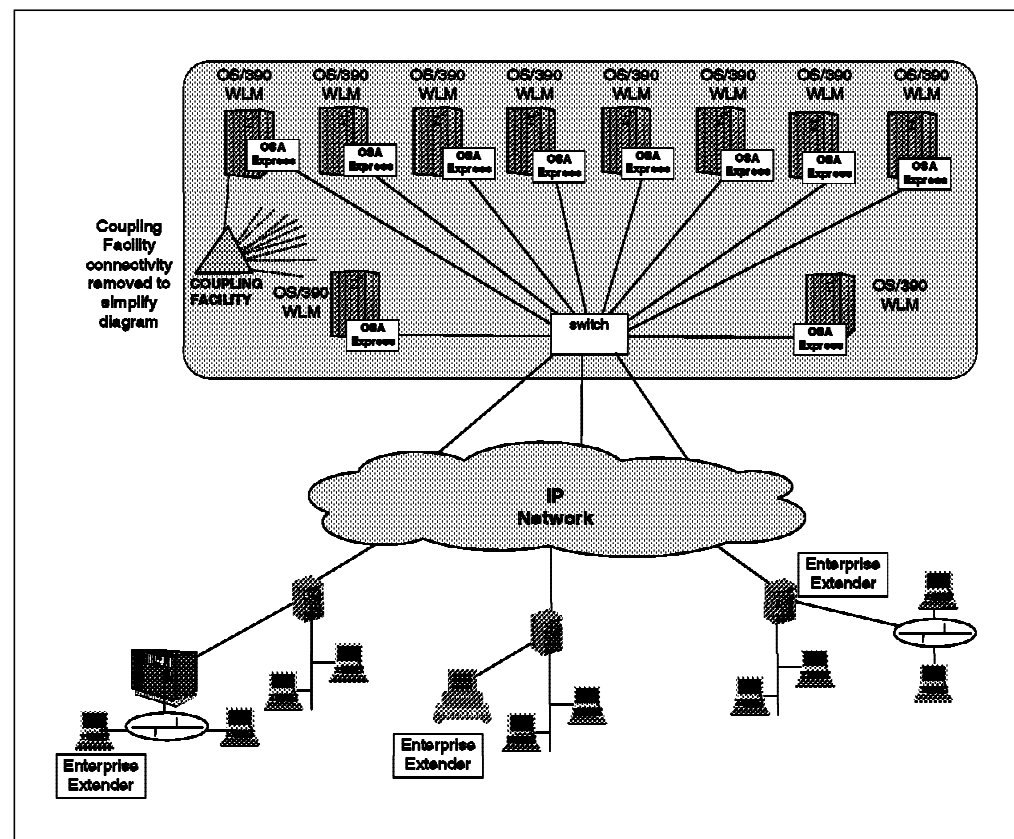 OS/390 WLM
OS/390 WLM
OS/390 WLM
OS/390 WLM
OS/390 WLM
OS/390 WLM
OS/390 WLM
OS/390 WLM
OSA Express
OSA Express
OSA Express
OSA Express
OSA Express
OSA Express
OSA Express
OSA Express
Coupling
Facility
connectivity
removed to
simplify
diagram
COUPLING
FACILITY
OS/390
WLM
OSA
Express
switch
OSA
Express
OS/390
WLM
IP
Network
Enterprise
Extender
Enterprise
Extender
Enterprise
Extender